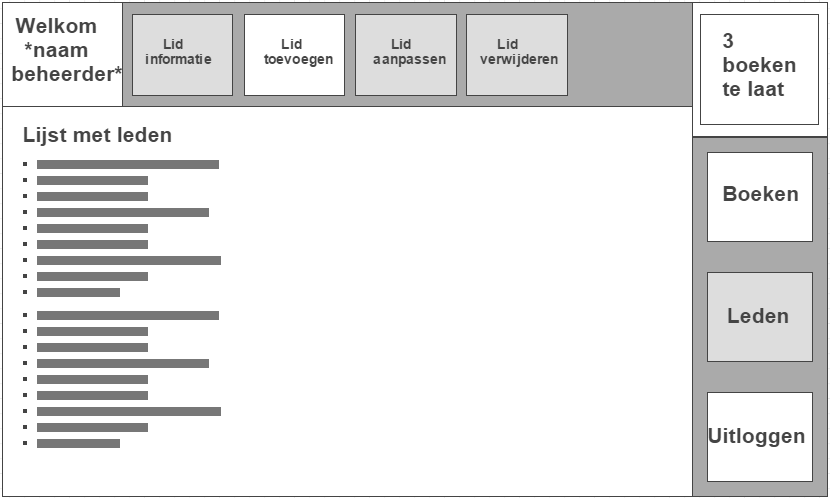 Welkom
*naam
beheerder*
Lid
informatie
Lid
toevoegen
Lid
aanpassen
Lid
verwijderen
3
boeken
te laat
Lijst met leden
Boeken
Leden
Uitloggen